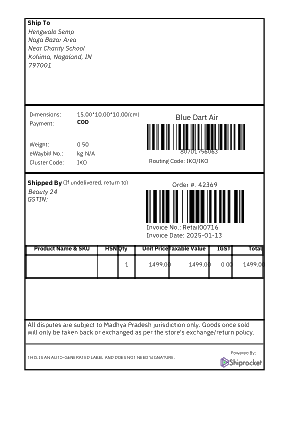 Ship To
Hengwala Semp
Naga Bazar Area
Near Charity School
Kohima, Nagaland, IN
797001
Dimensions: 15.00*10.00*10.00(cm)
Payment: COD
Weight: 0.50
eWaybill No.: kg N/A
Cluster Code: IXO
Blue Dart Air
80701756063
Routing Code: IXO/IXO
Shipped By (If undelivered, return to)
Beauty 24
GSTIN:
Order #. 42369
Invoice No.: Retail00716
Invoice Date: 2025-01-13
Product Name & SKU HSN Qty Unit Price Taxable Value IGST Total
1 1499.00 1499.00 0.00 1499.0
All disputes are subject to Madhya Pradesh jurisdiction only. Goods once sold
will only be taken back or exchanged as per the store's exchange/return policy.
THIS IS AN AUTO-GENERATED LABEL AND DOES NOT NEED SIGNATURE.
Powered By:
Shiprocket